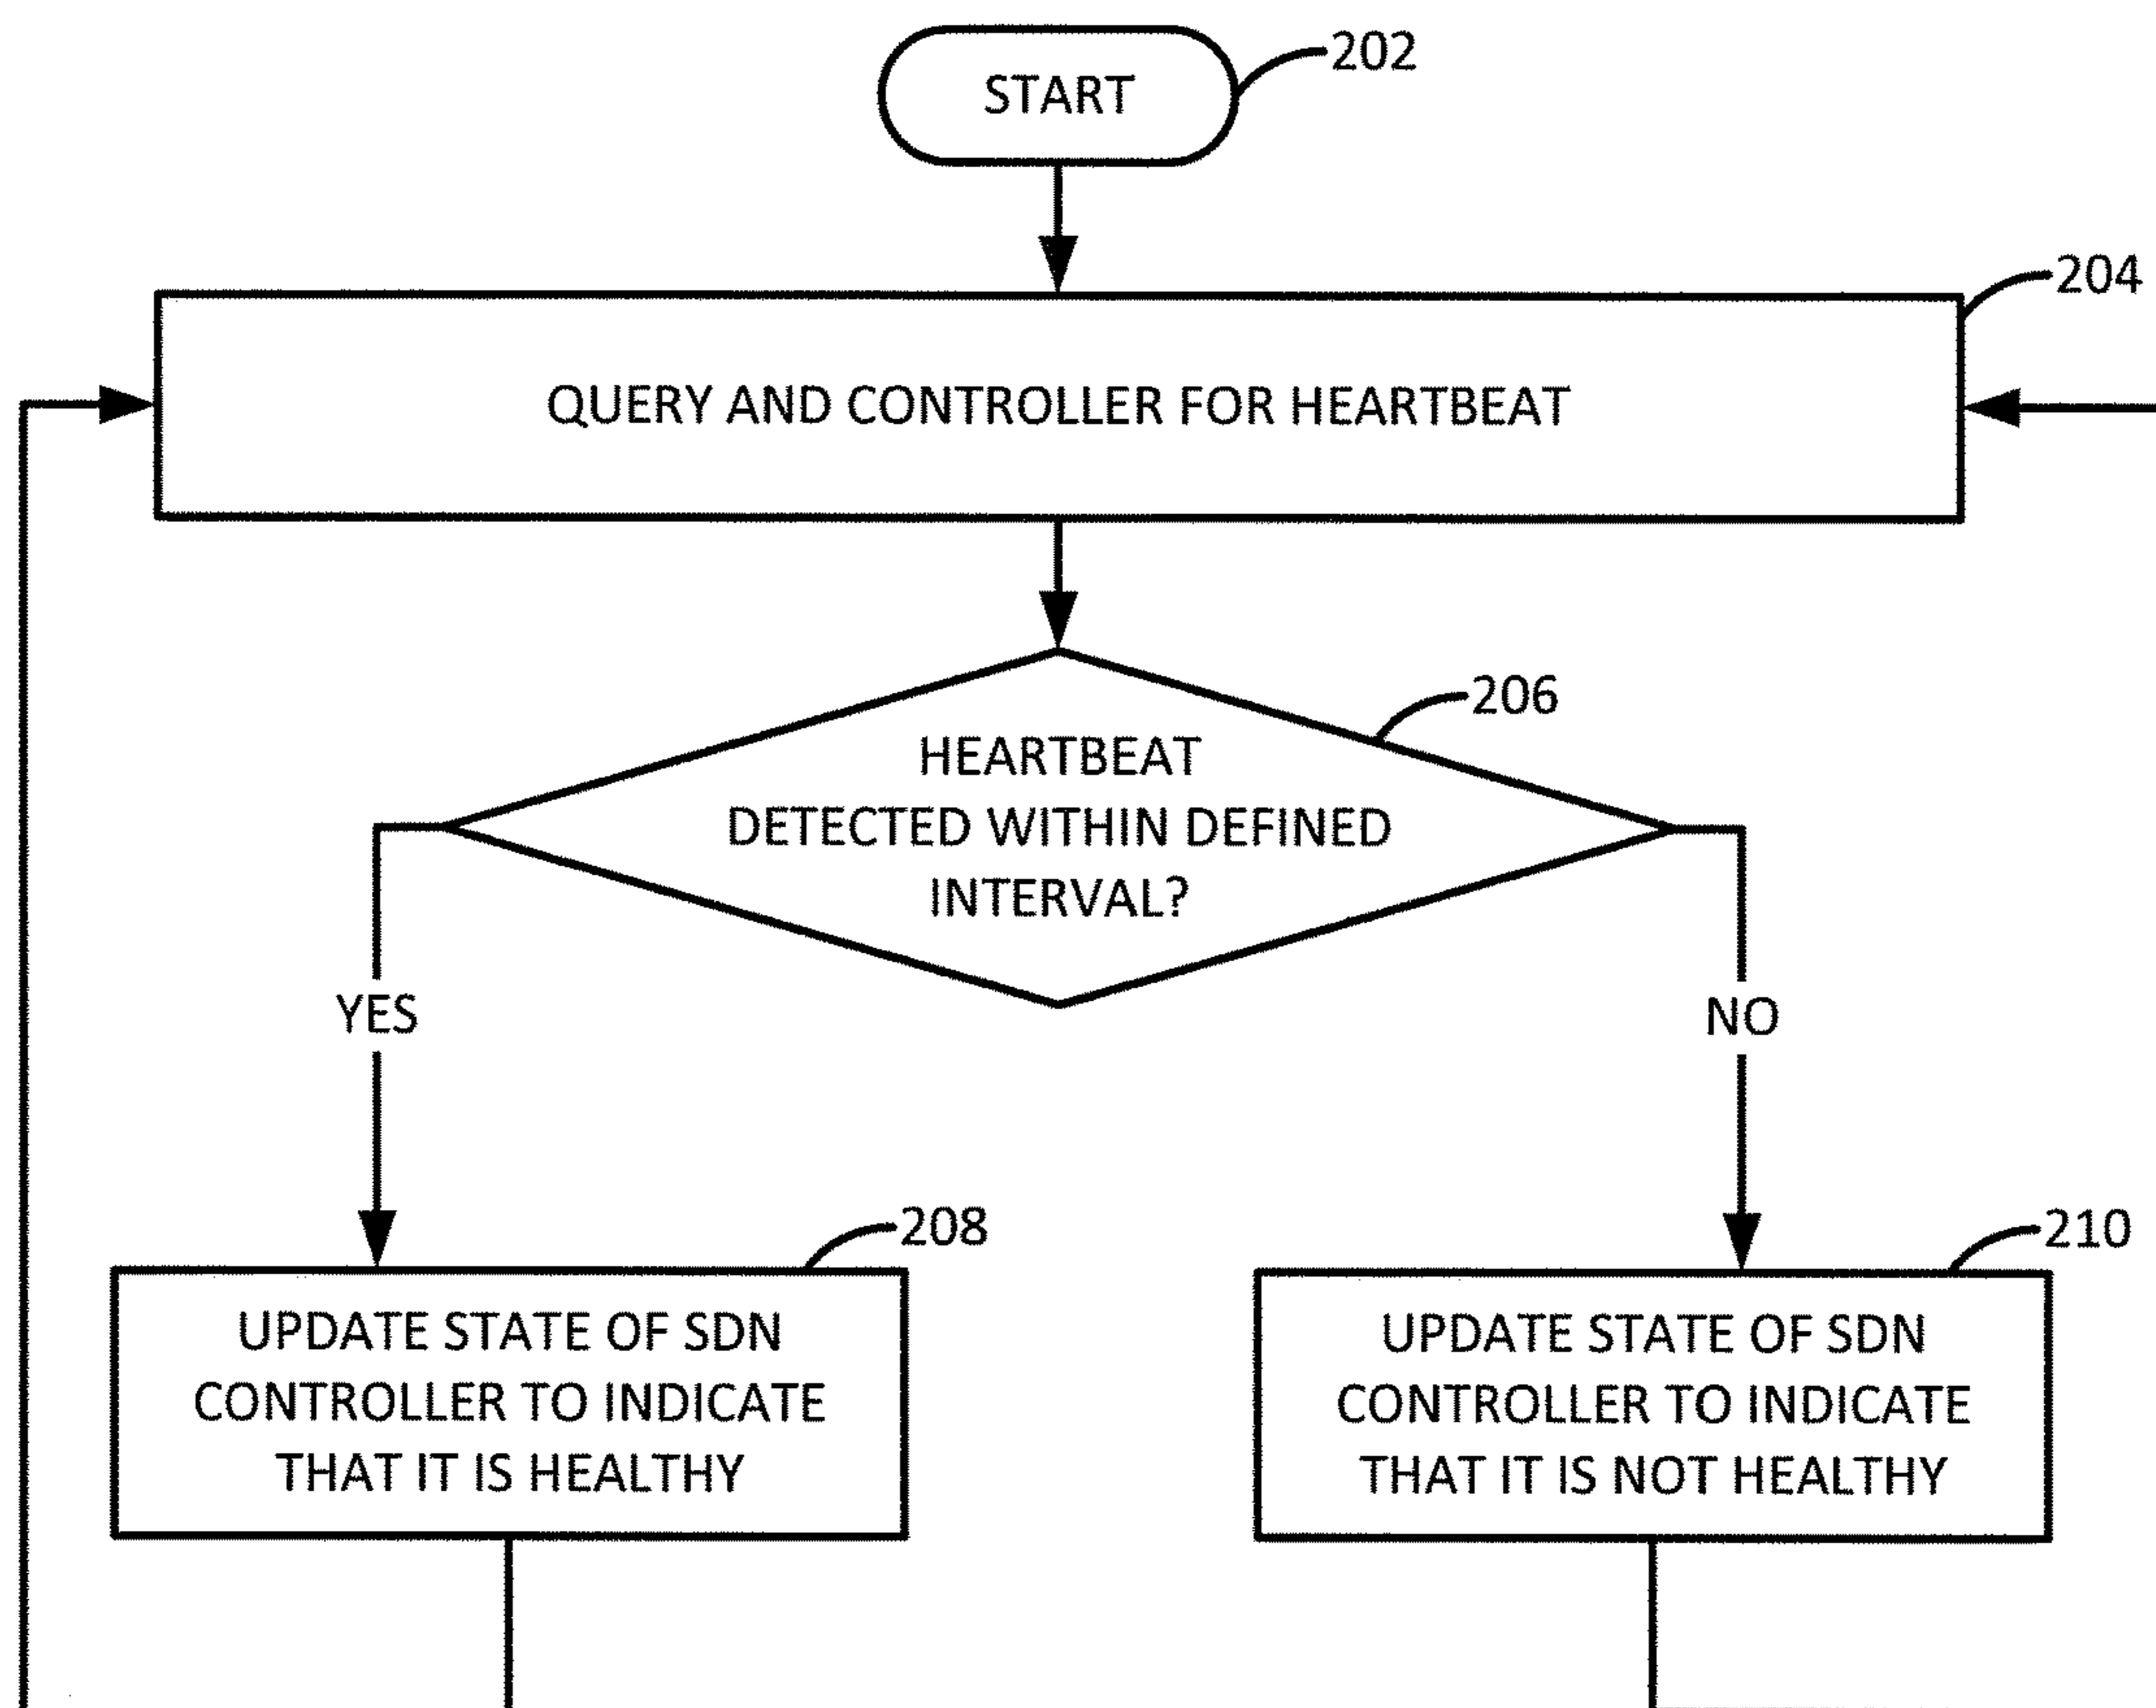 START
202
204
QUERY AND CONTROLLER FOR HEARTBEAT
206
HEARTBEAT
DETECTED WITHIN DEFINED
INTERVAL?
YES
NO
208
UPDATE STATE OF SDN
CONTROLLER TO INDICATE
THAT IT IS HEALTHY
210
UPDATE STATE OF SDN
CONTROLLER TO INDICATE
THAT IT IS NOT HEALTHY